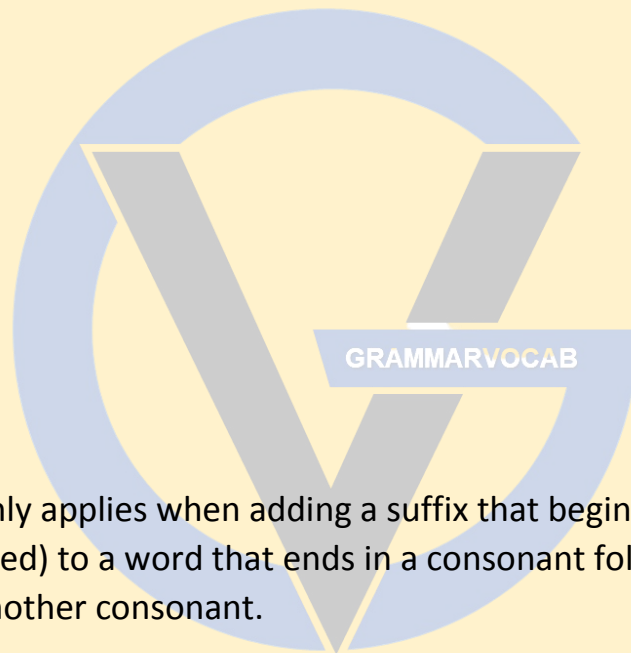 GRAMMARVOCAB
nly applies when adding a suffix that begin
ed) to a word that ends in a consonant fol
nother consonant.